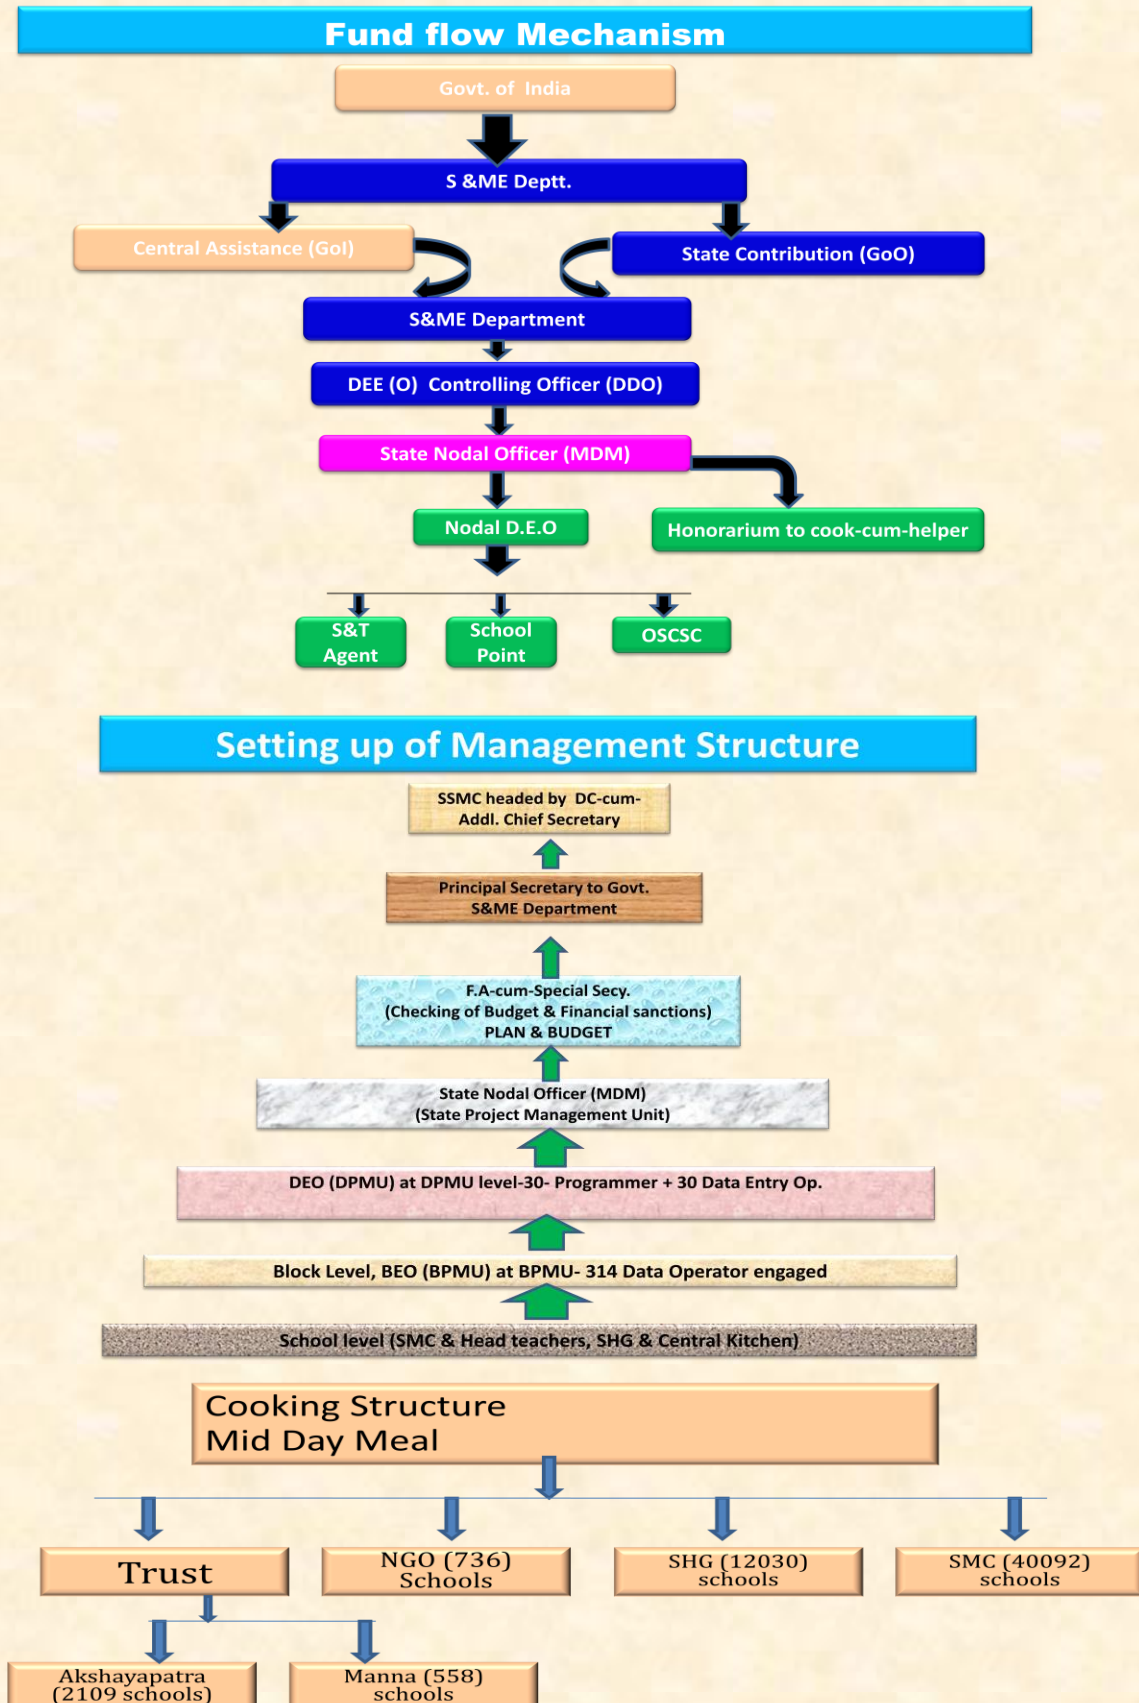 Fund flow Mechanism
Govt. of India
S &ME Deptt.
Central Assistance (GoI)
State Contribution (GoO)
S&ME Department
DEE (O) Controlling Officer (DDO)
State Nodal Officer (MDM)
Nodal D.E.O
Honorarium to cook-cum-helper
S&T
Agent
School
Point
OSCSC
Setting up of Management Structure
SSMC headed by DC-cum-
Addl. Chief Secretary
Principal Secretary to Govt.
S&ME Department
F.A-cum-Special Secy.
(Checking of Budget & Financial sanctions)
PLAN & BUDGET
State Nodal Officer (MDM)
(State Project Management Unit)
DEO (DPMU) at DPMU level-30- Programmer + 30 Data Entry Op.
Block Level, BEO (BPMU) at BPMU- 314 Data Operator engaged
School level (SMC & Head teachers, SHG & Central Kitchen)
Cooking Structure
Mid Day Meal
Trust
NGO (736)
Schools
SHG (12030)
schools
SMC (40092)
schools
Akshayapatra
(2109 schools)
Manna (558)
schools